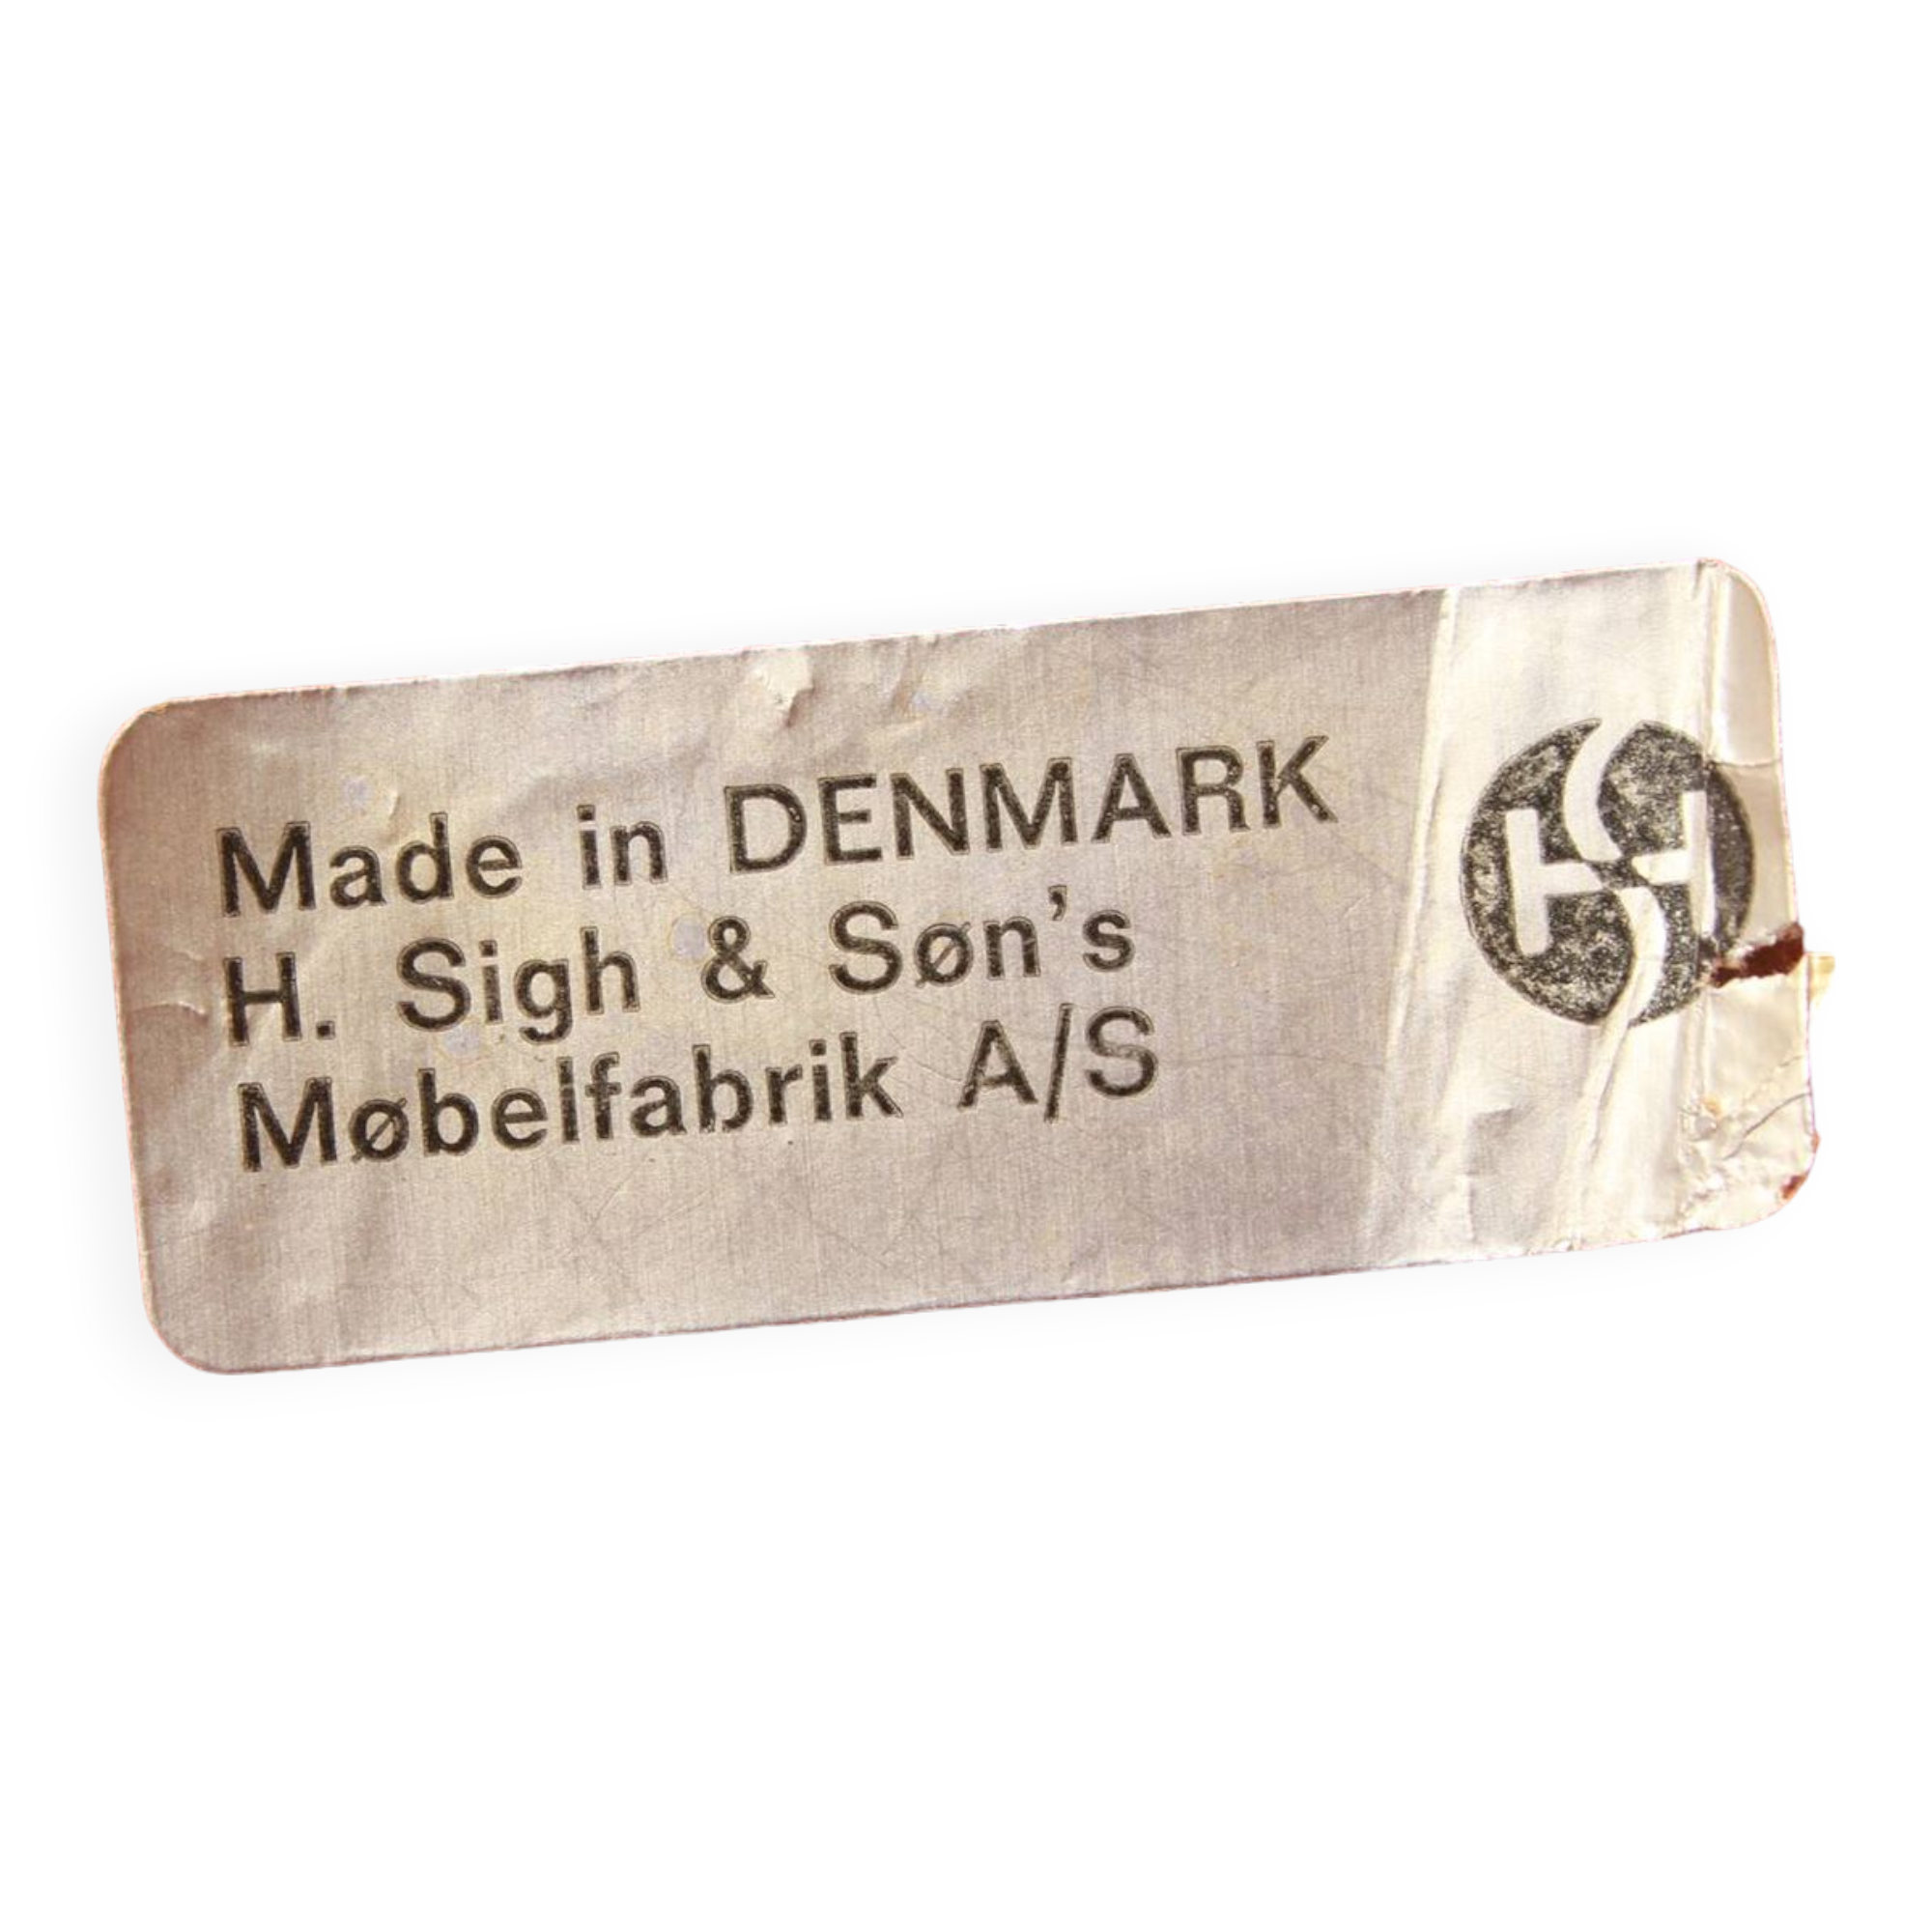 Made in DENMARK
H. Sigh & Søn's
Møbelfabrik A/S